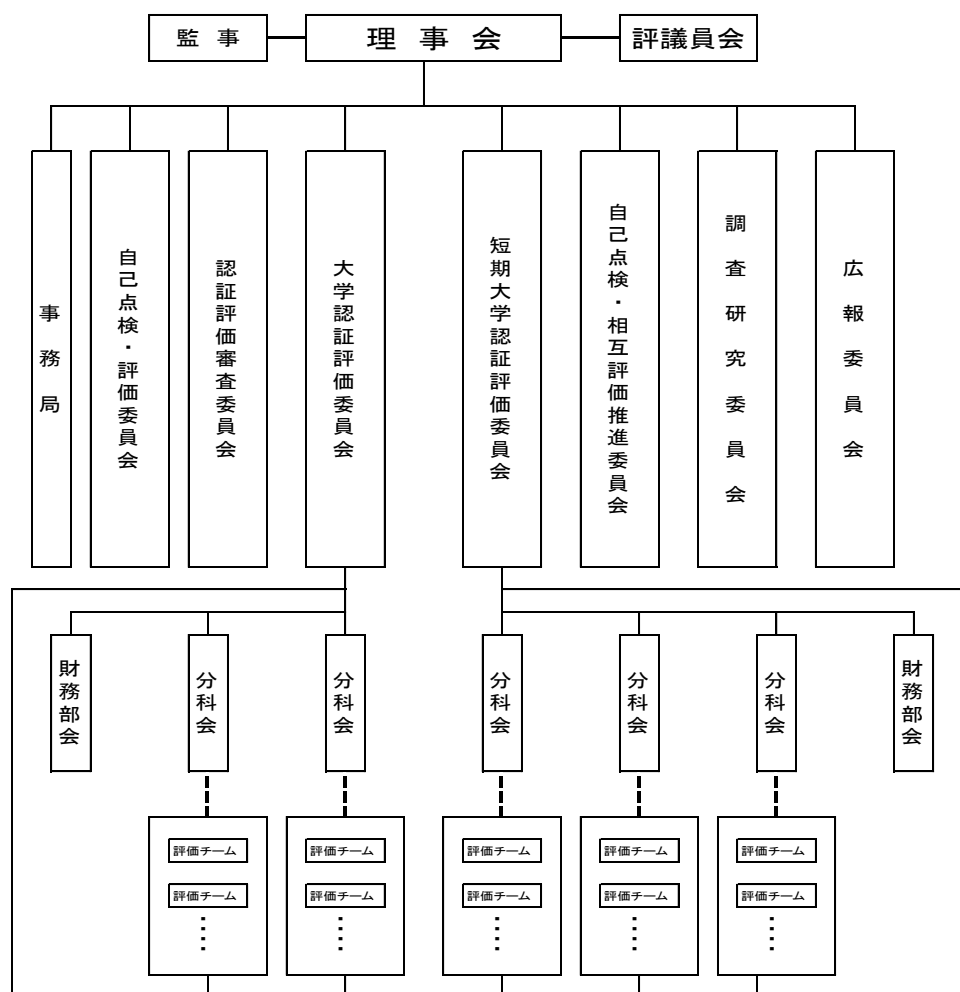 監 事
理 事 会
評議員会
事務局
自己点検・評価委員会
認証評価審査委員会
大学認証評価委員会
短期大学認証評価委員会
自己点検・相互評価推進委員会
調査研究委員会
広報委員会
財務部会
分科会
分科会
分科会
分科会
分科会
財務部会
評価チーム
評価チーム
評価チーム
評価チーム
評価チーム
評価チーム
評価チーム
評価チーム
評価チーム
評価チーム